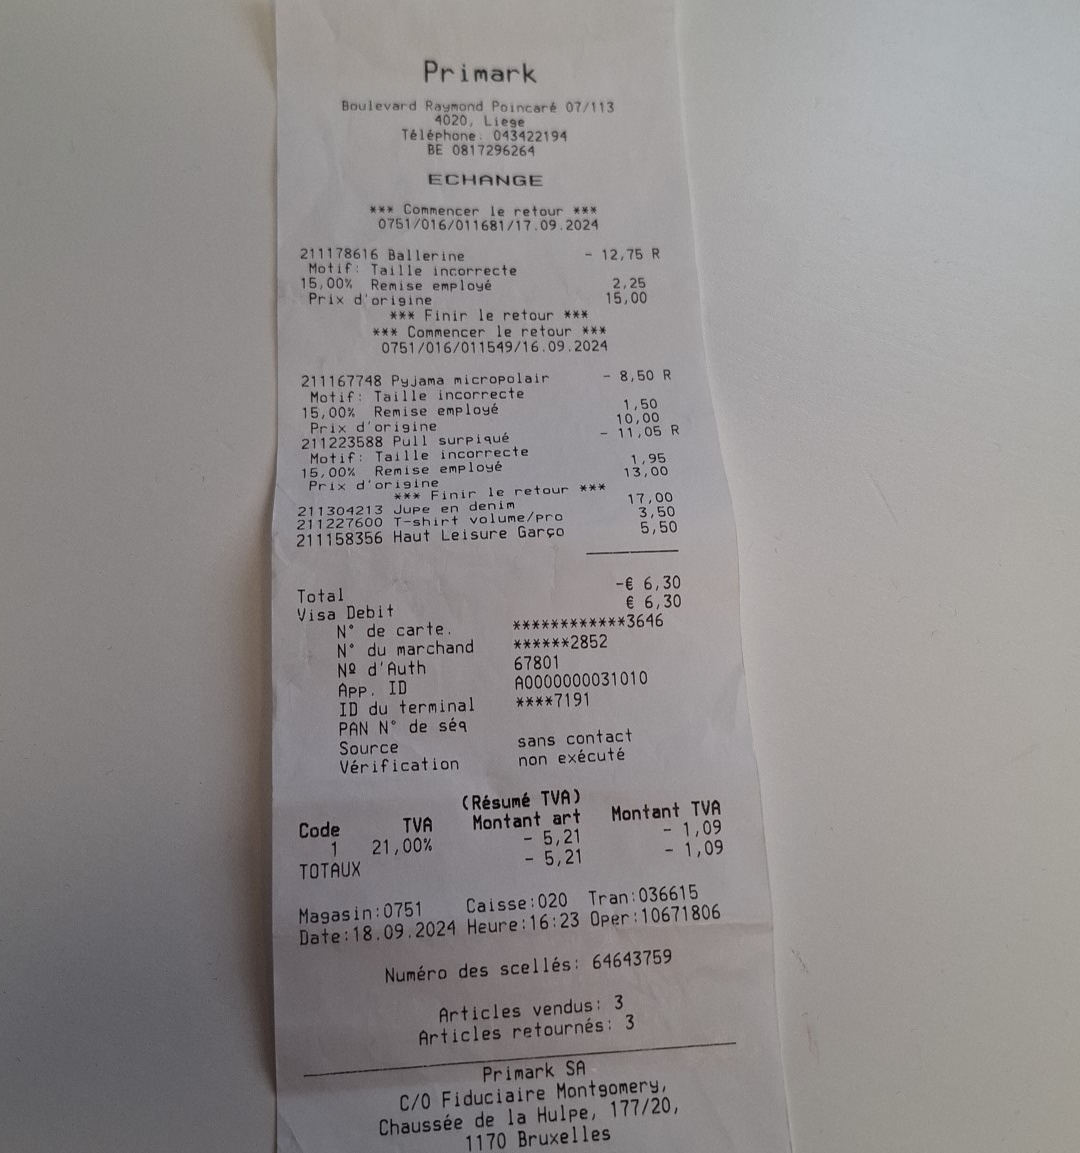 Primark
Boulevard Raymond Poincaré 07/113
4020, Liege
Téléphone: 043422194
BE 0817296264
ECHANGE
*** Commencer le retour ***
0751/016/011681/17.09.2024
211178616 Ballerine - 12,75 R
Motif: Taille incorrecte
15,00% Remise employé 2,25
Prix d'origine 15,00
*** Finir le retour ***
*** Commencer le retour ***
0751/016/011549/16.09.2024
211167748 Pyjama micropolair - 8,50 R
Motif: Taille incorrecte
15,00% Remise employé 1,50
Prix d'origine 10,00
211223588 Pull surpiqué - 11,05 R
Motif: Taille incorrecte
15,00% Remise employé 1,95
Prix d'origine 13,00
*** Finir le retour ***
211304213 Jupe en denim 17,00
211227600 T-shirt volume/pro 3,50
211158356 Haut Leisure Garço 5,50
Total -€ 6,30
Visa Debit € 6,30
N° de carte. ************3646
N° du marchand ******2852
Nº d'Auth 67801
App. ID A0000000031010
ID du terminal ****7191
PAN N° de séq
Source sans contact
Vérification non exécuté
(Résumé TVA)
Code TVA Montant art Montant TVA
1 21,00% - 5,21 - 1,09
TOTAUX - 5,21 - 1,09
Magasin:0751 Caisse:020 Tran:036615
Date:18.09.2024 Heure:16:23 Oper:10671806
Numéro des scellés: 64643759
Articles vendus: 3
Articles retournés: 3
Primark SA
C/O Fiduciaire Montgomery,
Chaussée de la Hulpe, 177/20,
1170 Bruxelles